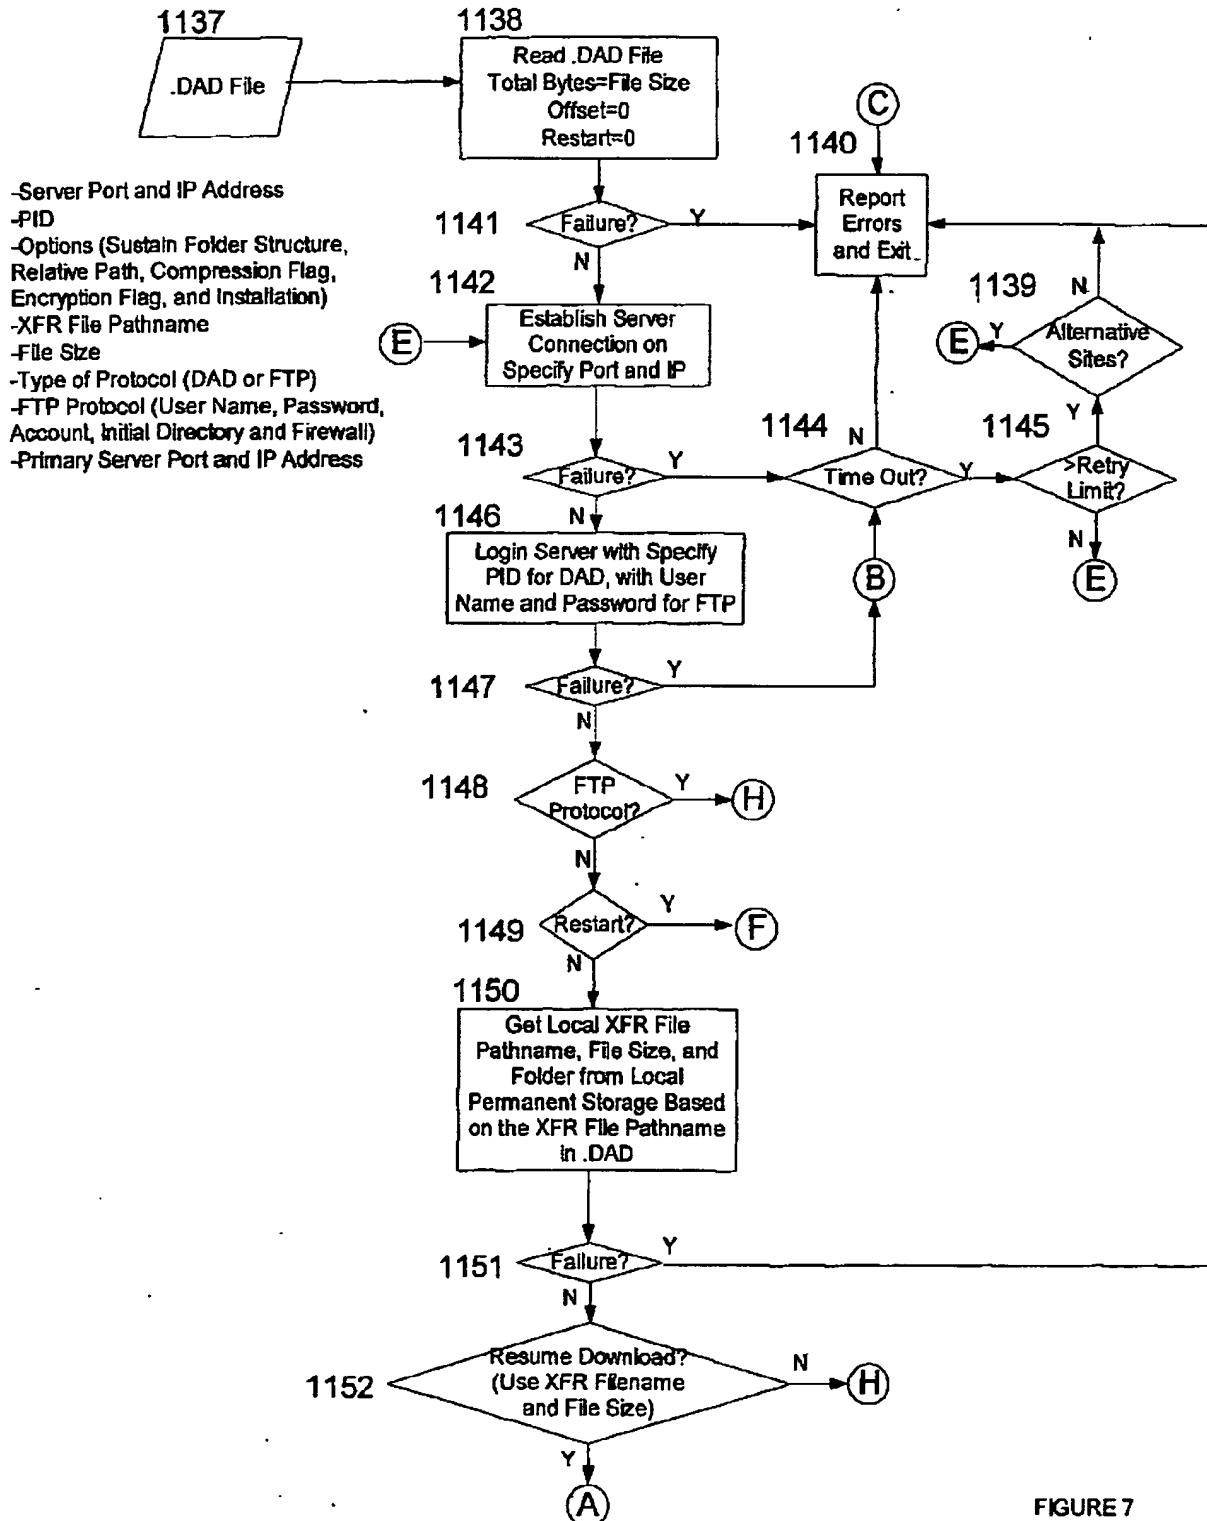 1137
.DAD File
1138
Read .DAD File
Total Bytes=File Size
Offset=0
Restart=0
-Server Port and IP Address
-PID
-Options (Sustain Folder Structure,
Relative Path, Compression Flag,
Encryption Flag, and Installation)
-XFR File Pathname
-File Size
-Type of Protocol (DAD or FTP)
-FTP Protocol (User Name, Password,
Account, Initial Directory and Firewall)
-Primary Server Port and IP Address
C
1140
Report
Errors
and Exit
1141
Failure?
Y
N
1142
E
Establish Server
Connection on
Specify Port and IP
1139
N
Alternative
Sites?
Y
E
1143
Failure?
Y
N
1144
N
Time Out?
Y
1145
Y
>Retry
Limit?
N
E
B
1146
Login Server with Specify
PID for DAD, with User
Name and Password for FTP
1147
Failure?
Y
N
1148
FTP
Protocol?
Y
H
N
1149
Restart?
Y
F
N
1150
Get Local XFR File
Pathname, File Size, and
Folder from Local
Permanent Storage Based
on the XFR File Pathname
in .DAD
1151
Failure?
Y
N
1152
Resume Download?
(Use XFR Filename
and File Size)
N
H
Y
A
FIGURE 7